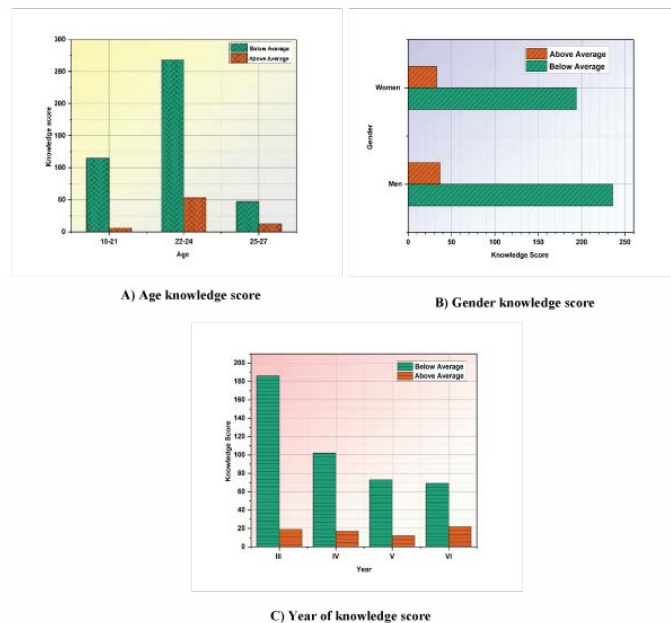 300
250
200
150
100
50
0
Knowledge score
Below Average
Above Average
18-21 22-24 25-27
Age
A) Age knowledge score
Above Average
Below Average
Women
Men
Gender
0 50 100 150 200 250
Knowledge Score
B) Gender knowledge score
200
180
160
140
120
100
80
60
40
20
0
Knowledge Score
Below Average
Above Average
III IV V VI
Year
C) Year of knowledge score